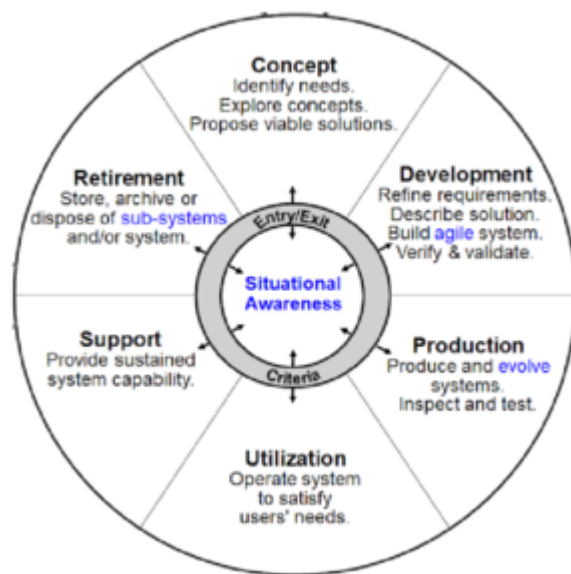 Concept
Identify needs.
Explore concepts.
Propose viable solutions.
Retirement
Store, archive or
dispose of sub-systems
and/or system.
Development
Refine requirements.
Describe solution.
Build agile system.
Verify & validate.
Entry/Exit
Situational
Awareness
Criteria
Support
Provide sustained
system capability.
Production
Produce and evolve
systems.
Inspect and test.
Utilization
Operate system
to satisfy
users' needs.